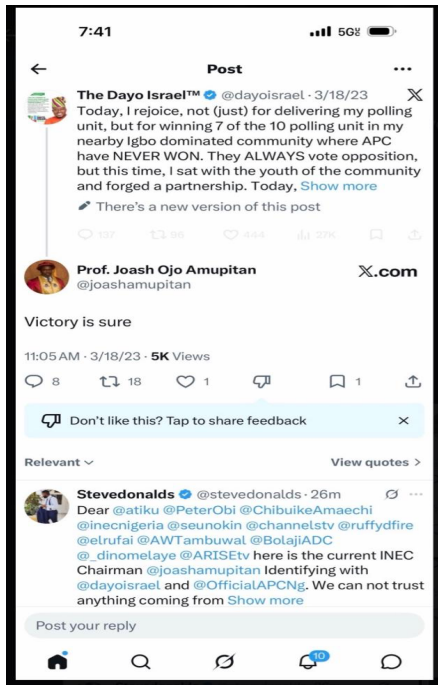 7:41
5G
Post
The Dayo Israel™ @dayoisrael · 3/18/23
Today, I rejoice, not (just) for delivering my polling
unit, but for winning 7 of the 10 polling unit in my
nearby Igbo dominated community where APC
have NEVER WON. They ALWAYS vote opposition,
but this time, I sat with the youth of the community
and forged a partnership. Today, Show more
There's a new version of this post
137 96 444 27K
Prof. Joash Ojo Amupitan
@joashamupitan
X.com
Victory is sure
11:05 AM · 3/18/23 · 5K Views
8 18 1 1
Don't like this? Tap to share feedback
Relevant
View quotes >
Stevedonalds @stevedonalds · 26m
Dear @atiku @PeterObi @ChibuikeAmaechi
@inecnigeria @seunokin @channelstv @ruffydfire
@elrufai @AWTambuwal @BolajiADC
@_dinomelaye @ARISEtv here is the current INEC
Chairman @joashamupitan Identifying with
@dayoisrael and @OfficialAPCNg. We can not trust
anything coming from Show more
Post your reply
10